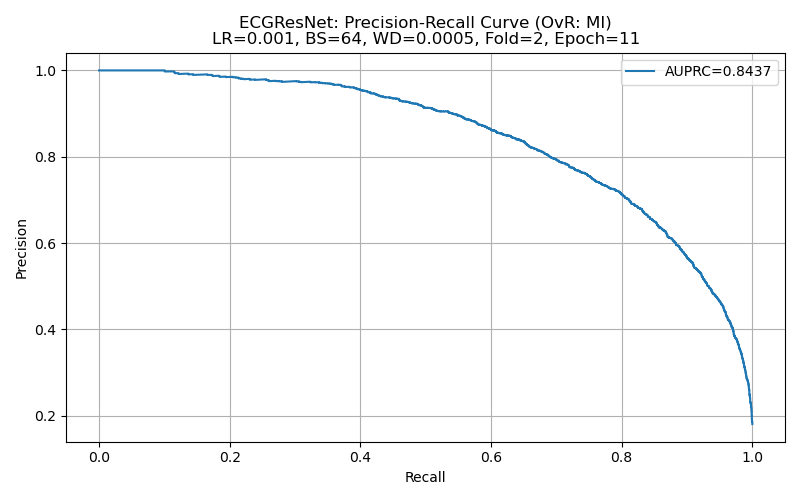 ECGResNet: Precision-Recall Curve (OvR: MI)
LR=0.001, BS=64, WD=0.0005, Fold=2, Epoch=11
AUPRC=0.8437
1.0
0.8
0.6
0.4
0.2
Precision
0.0 0.2 0.4 0.6 0.8 1.0
Recall